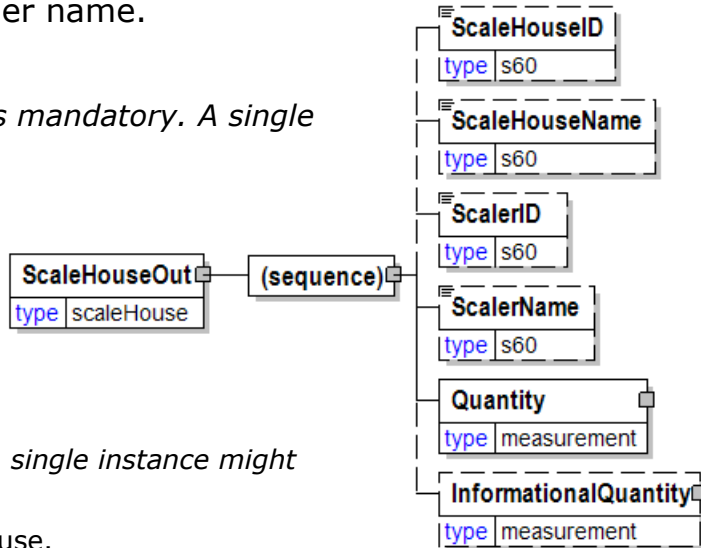 er name.
ScaleHouseID
type s60
s mandatory. A single
ScaleHouseName
type s60
ScalerID
type s60
ScaleHouseOut
type scaleHouse
(sequence)
ScalerName
type s60
Quantity
type measurement
single instance might
InformationalQuantity
type measurement
use.